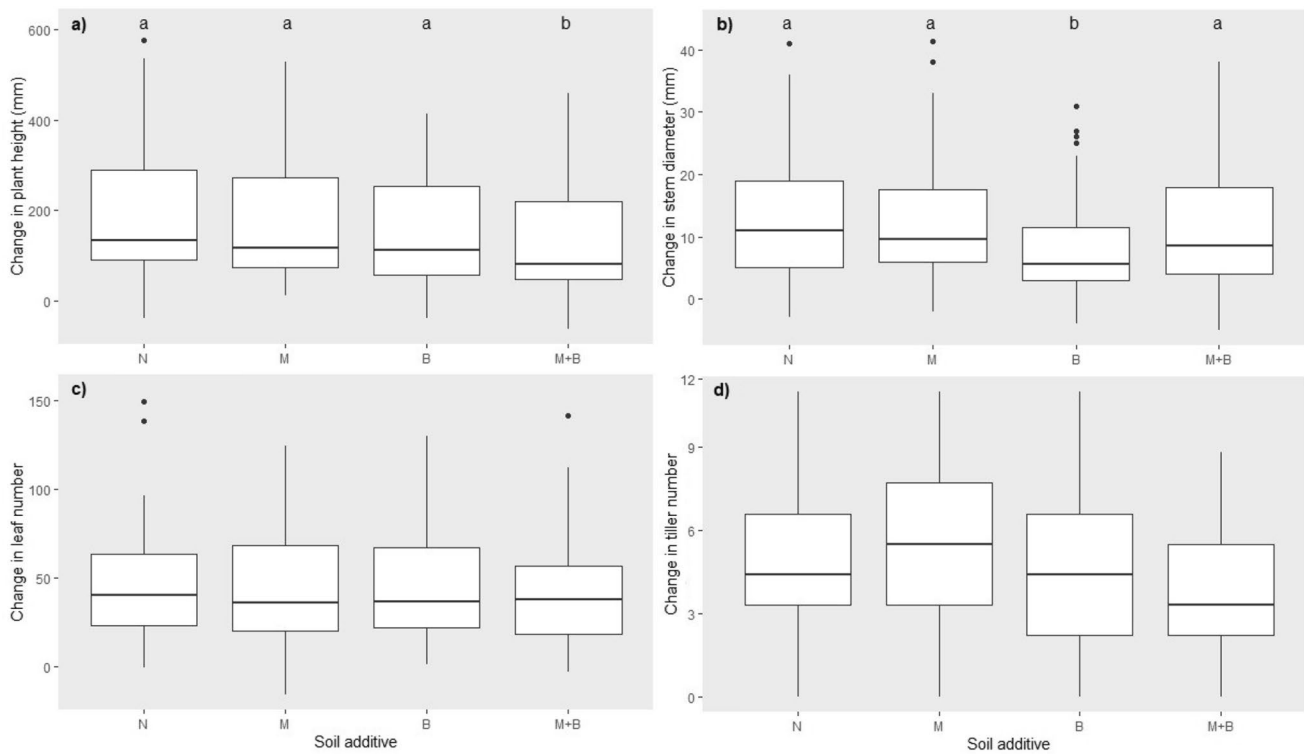 a) a a a b
600
400
200
0
Change in plant height (mm)
N M B M+B
b) a a b a
40
30
20
10
0
Change in stem diameter (mm)
N M B M+B
c)
150
100
50
0
Change in leaf number
N M B M+B
Soil additive
d)
12
9
6
3
0
Change in tiller number
N M B M+B
Soil additive